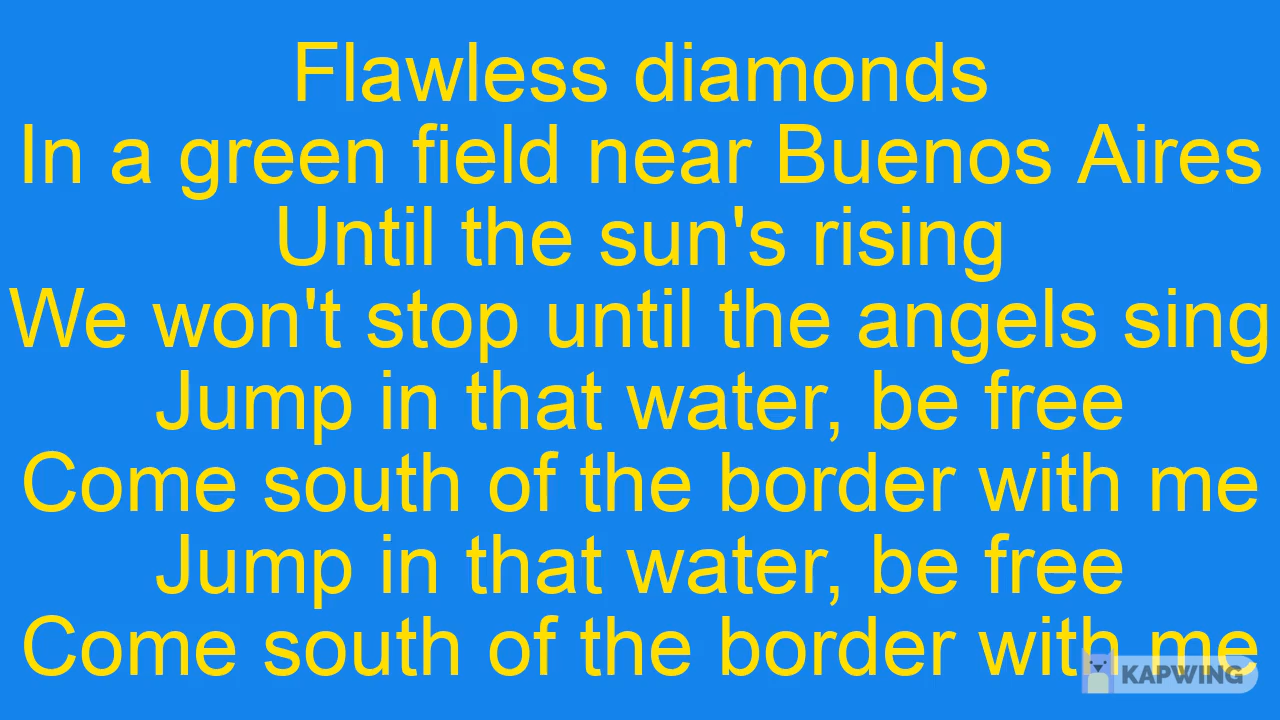 Flawless diamonds
In a green field near Buenos Aires
Until the sun's rising
We won't stop until the angels sing
Jump in that water, be free
Come south of the border with me
Jump in that water, be free
Come south of the border with me
KAPWING